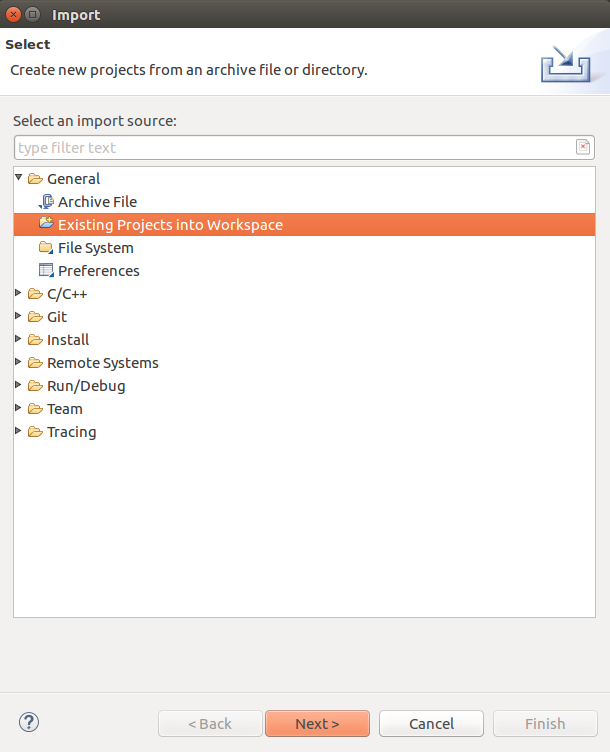 Import
Select
Create new projects from an archive file or directory.
Select an import source:
type filter text
General
Archive File
Existing Projects into Workspace
File System
Preferences
C/C++
Git
Install
Remote Systems
Run/Debug
Team
Tracing
?
< Back
Next >
Cancel
Finish